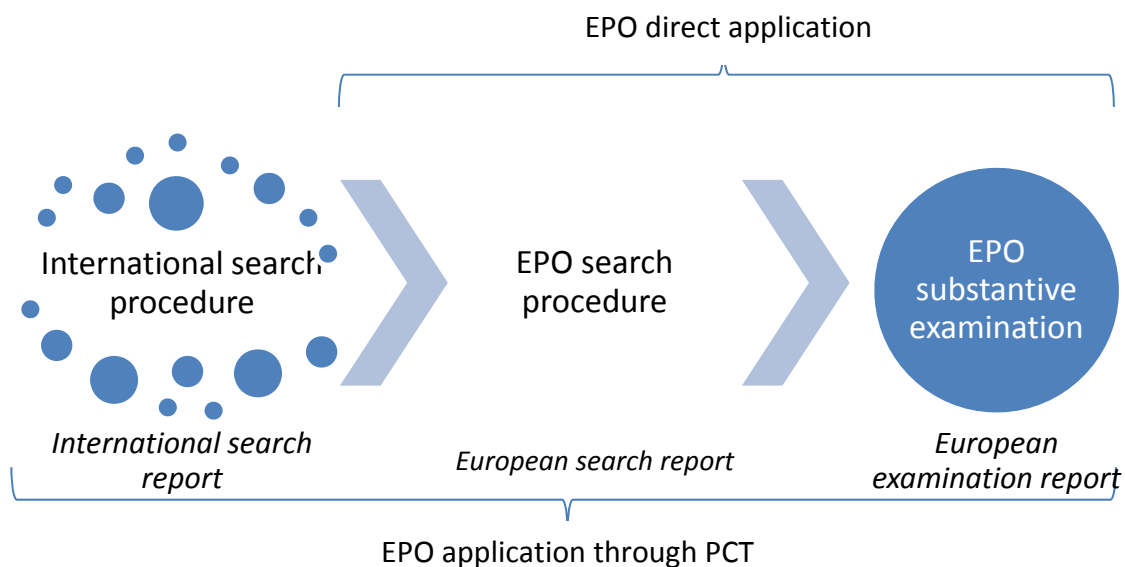 EPO direct application
International search
procedure
EPO search
procedure
EPO
substantive
examination
International search
report
European search report
European
examination report
EPO application through PCT